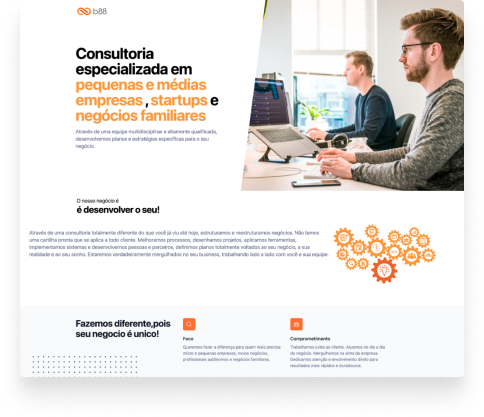 b88
Consultoria
especializada em
pequenas e médias
empresas , startups e
negócios familiares
Através de uma equipe multidisciplinar e altamente qualificada,
desenvolvemos planos e estratégias específicas para o seu
negócio.
O nosso negócio é
é desenvolver o seu!
Através de uma consultoria totalmente diferente do que você já viu até hoje, estruturamos e reestruturamos negócios. Não temos
uma cartilha pronta que se aplica a todo cliente. Melhoramos processos, desenhamos projetos, aplicamos ferramentas,
implementamos sistemas e desenvolvemos pessoas e parceiros, definimos planos totalmente voltados ao seu negócio, a sua
realidade e ao seu sonho. Estaremos verdadeiramente mergulhados no seu business, trabalhando lado a lado com você e sua equipe
Fazemos diferente,pois
seu negocio é único!
Foco
Queremos fazer a diferença para quem mais precisa:
micro e pequenas empresas, novos negócios,
profissionais autônomos e negócios familiares.
Comprometimento
Trabalhamos junto ao cliente. Atuamos no dia a dia
do negócio. Mergulhamos na alma da empresa.
Dedicamos atenção e envolvimento direto para
resultados mais rápidos e duradouros.